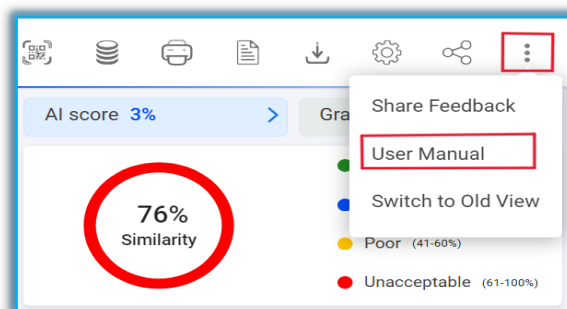 AI score 3% > Gra
Share Feedback
User Manual
Switch to Old View
76%
Similarity
Poor (41-60%)
Unacceptable (61-100%)